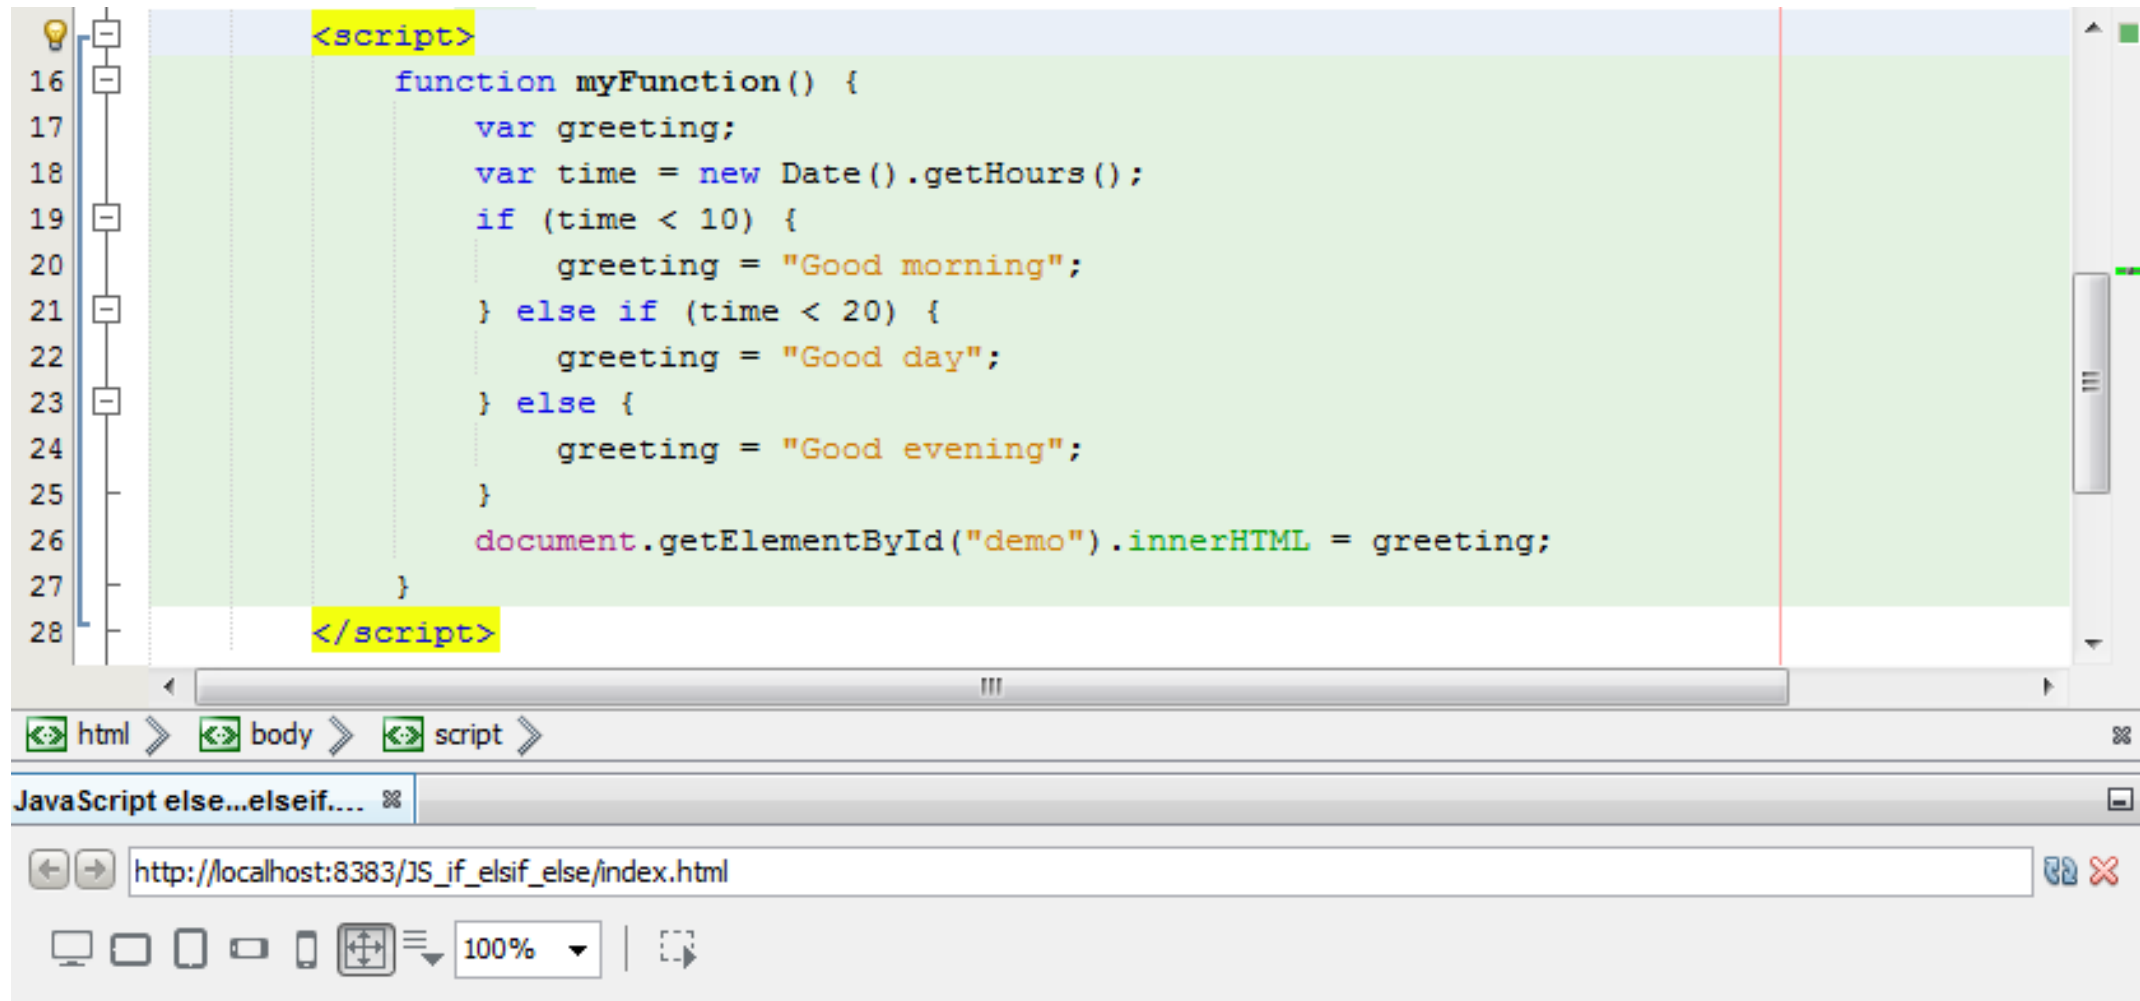 <script>
16 function myFunction() {
17 var greeting;
18 var time = new Date().getHours();
19 if (time < 10) {
20 greeting = "Good morning";
21 } else if (time < 20) {
22 greeting = "Good day";
23 } else {
24 greeting = "Good evening";
25 }
26 document.getElementById("demo").innerHTML = greeting;
27 }
28 </script>
html body script
JavaScript else...elseif....
http://localhost:8383/JS_if_elsif_else/index.html
100%